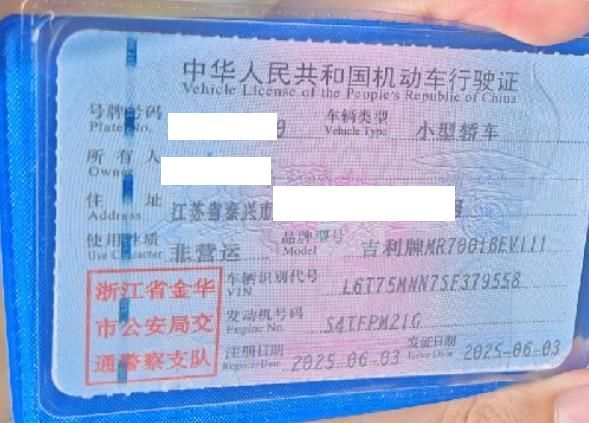 中华人民共和国机动车行驶证
Vehicle License of the People's Republic of China
号牌号码 9 车辆类型 小型轿车
Plate No. Vehicle Type
所有人
Owner
住址 江苏省泰兴市 号
Address
使用性质 非营运 品牌型号 吉利牌MR7001BEV111
Use Character Model
浙江省金华 车辆识别代号 L6T75MNN7SE379558
VIN
市公安局交 发动机号码 S4TFPM21G
Engine No.
通警察支队 注册日期 2025-06-03 发证日期 2025-06-03
Register Date Issue Date